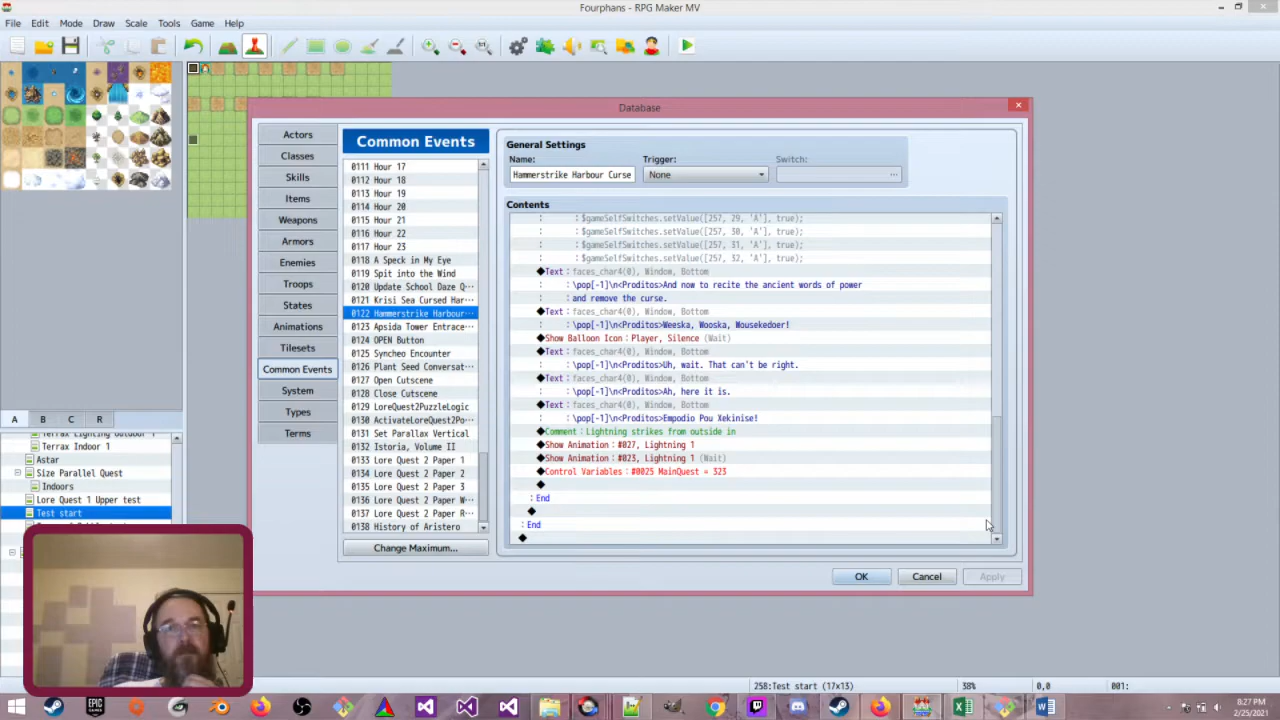 Fourphans - RPG Maker MV
File Edit Mode Draw Scale Tools Game Help
Database
Actors
Classes
Skills
Items
Weapons
Armors
Enemies
Troops
States
Animations
Tilesets
Common Events
System
Types
Terms
Common Events
0111 Hour 17
0112 Hour 18
0113 Hour 19
0114 Hour 20
0115 Hour 21
0116 Hour 22
0117 Hour 23
0118 A Speck in My Eye
0119 Spit into the Wind
0120 Update School Daze Q...
0121 Krisi Sea Cursed Har...
0122 Hammerstrike Harbour...
0123 Apsida Tower Entrace...
0124 OPEN Button
0125 Syncheo Encounter
0126 Plant Seed Conversat...
0127 Open Cutscene
0128 Close Cutscene
0129 LoreQuest2PuzzleLogic
0130 ActivateLoreQuest2Po...
0131 Set Parallax Vertical
0132 Istoria, Volume II
0133 Lore Quest 2 Paper 1
0134 Lore Quest 2 Paper 2
0135 Lore Quest 2 Paper 3
0136 Lore Quest 2 Paper W...
0137 Lore Quest 2 Paper R...
0138 History of Aristero
Change Maximum...
General Settings
Name: Trigger: Switch:
Hammerstrike Harbour Curse None ...
Contents
: : $gameSelfSwitches.setValue([257, 29, 'A'], true);
: : $gameSelfSwitches.setValue([257, 30, 'A'], true);
: : $gameSelfSwitches.setValue([257, 31, 'A'], true);
: : $gameSelfSwitches.setValue([257, 32, 'A'], true);
◆Text：faces_char4(0), Window, Bottom
: : \pop[-1]\n<Proditos>And now to recite the ancient words of power
: : and remove the curse.
◆Text：faces_char4(0), Window, Bottom
: : \pop[-1]\n<Proditos>Weeska, Wooska, Wousekedoer!
◆Show Balloon Icon：Player, Silence (Wait)
◆Text：faces_char4(0), Window, Bottom
: : \pop[-1]\n<Proditos>Uh, wait. That can't be right.
◆Text：faces_char4(0), Window, Bottom
: : \pop[-1]\n<Proditos>Ah, here it is.
◆Text：faces_char4(0), Window, Bottom
: : \pop[-1]\n<Proditos>Empodio Pou Xekinise!
◆Comment：Lightning strikes from outside in
◆Show Animation：#027, Lightning 1
◆Show Animation：#023, Lightning 1 (Wait)
◆Control Variables：#0025 MainQuest = 323
◆
: End
◆
: End
◆
OK Cancel Apply
A B C R
Terrax Lighting Outdoor 1
Terrax Indoor 1
Astar
Size Parallel Quest
Indoors
Lore Quest 1 Upper test
Test start
258:Test start (17x13) 38% 0,0 001:
EPIC GAMES
8:27 PM
2/25/2021